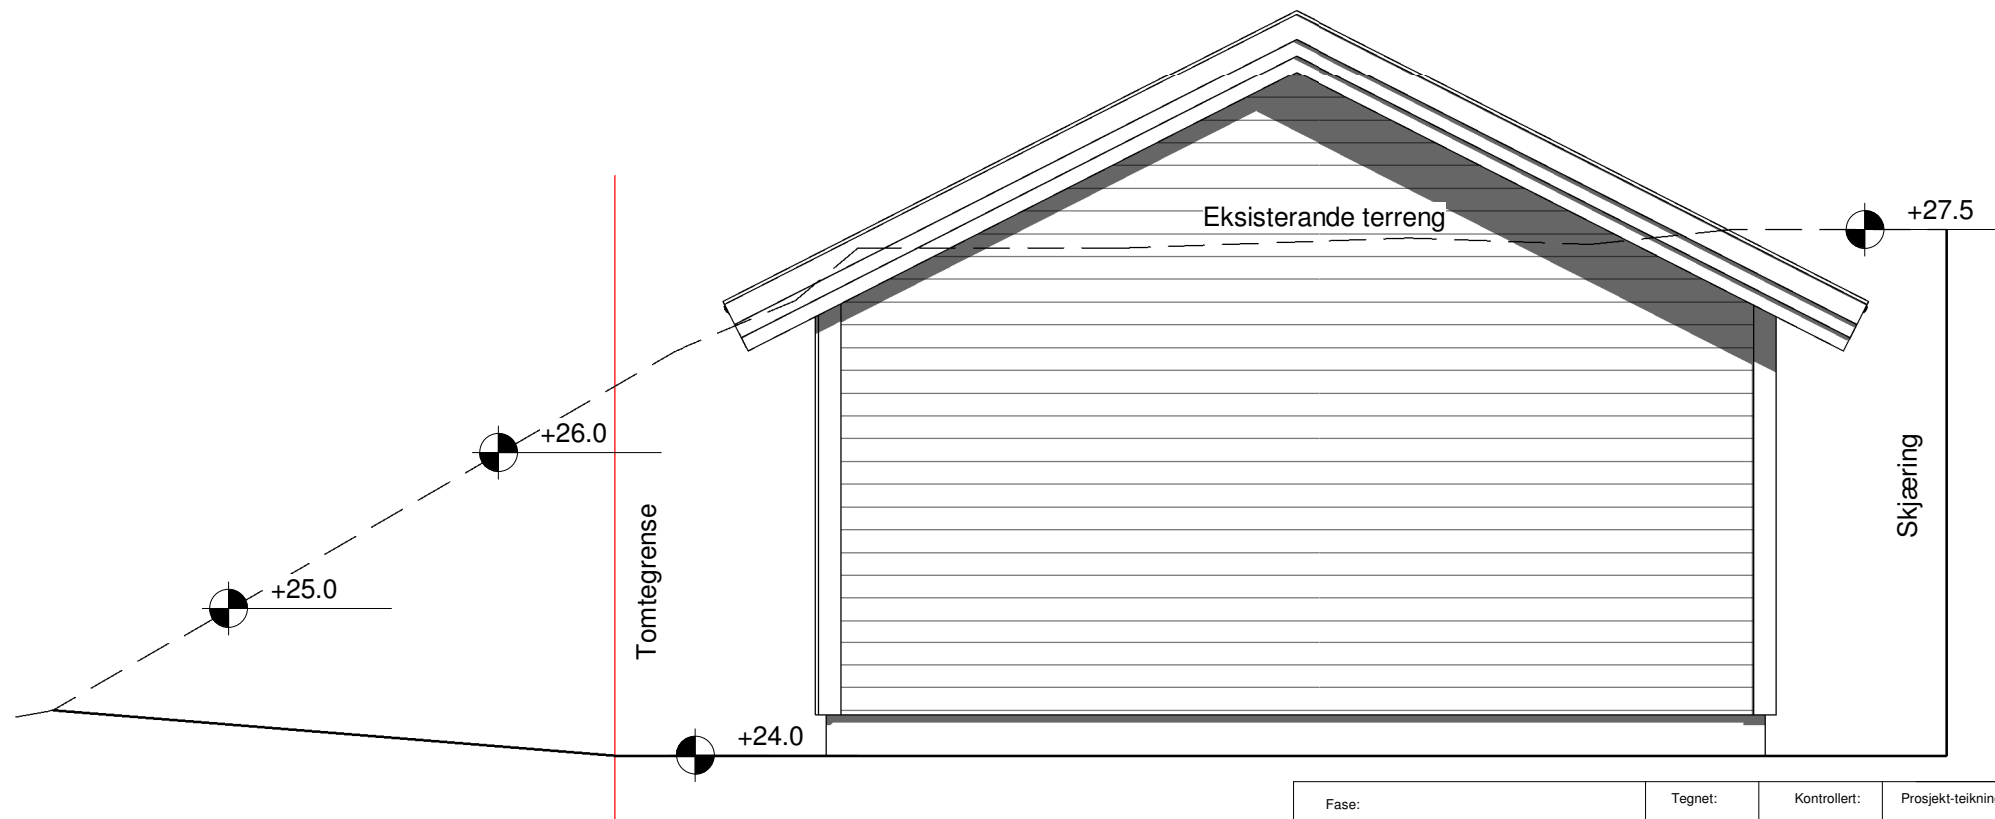 Eksisterande terreng
+27.5
+26.0
Skjæring
Tomtegrense
+25.0
+24.0
Fase:
Tegnet:
Kontrollert: